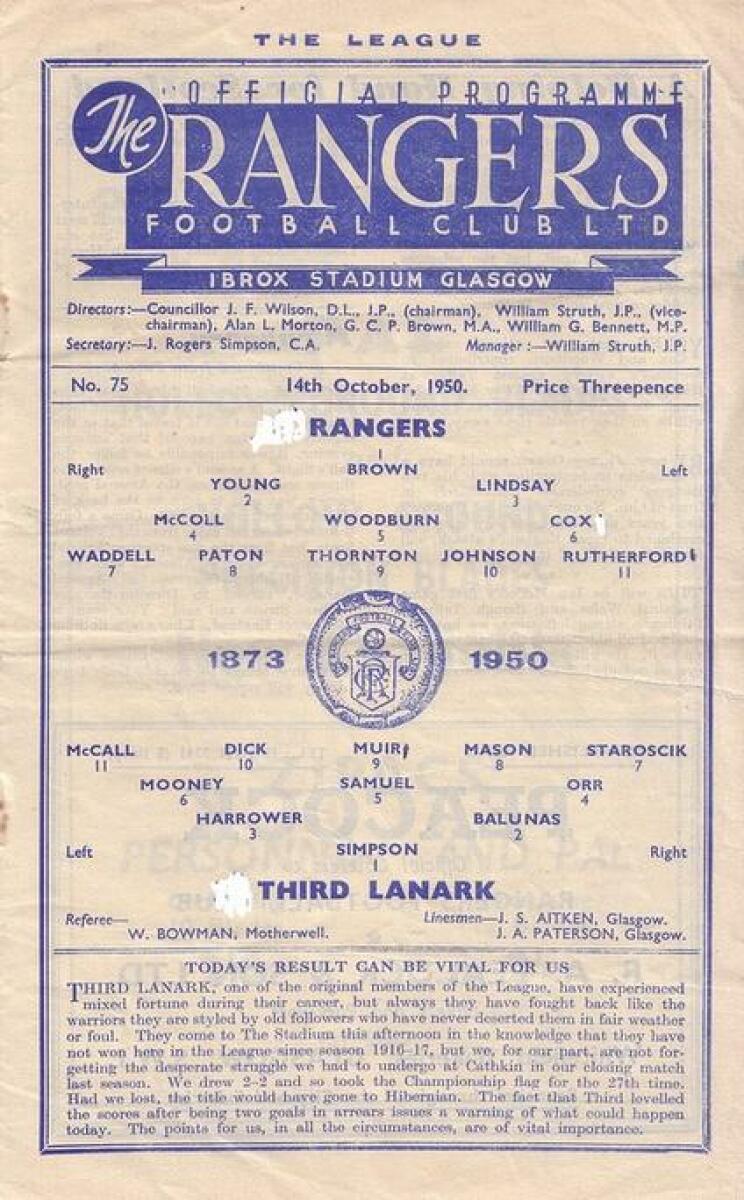 THE LEAGUE
OFFICIAL PROGRAMME
The RANGERS
FOOTBALL CLUB LTD
IBROX STADIUM GLASGOW
Directors:—Councillor J. F. Wilson, D.L., J.P., (chairman), William Struth, J.P., (vice-
chairman), Alan L. Morton, G. C. P. Brown, M.A., William G. Bennett, M.P.
Secretary:—J. Rogers Simpson, C.A. Manager:—William Struth, J.P.
No. 75 14th October, 1950. Price Threepence
RANGERS
1
Right BROWN Left
YOUNG LINDSAY
2 3
McCOLL WOODBURN COX
4 5 6
WADDELL PATON THORNTON JOHNSON RUTHERFORD
7 8 9 10 11
1873 1950
McCALL DICK MUIR MASON STAROSCIK
11 10 9 8 7
MOONEY SAMUEL ORR
6 5 4
HARROWER BALUNAS
3 2
Left SIMPSON Right
1
THIRD LANARK
Referee— Linesmen—J. S. AITKEN, Glasgow.
W. BOWMAN, Motherwell. J. A. PATERSON, Glasgow.
TODAY'S RESULT CAN BE VITAL FOR US
THIRD LANARK, one of the original members of the League, have experienced
mixed fortune during their career, but always they have fought back like the
warriors they are styled by old followers who have never deserted them in fair weather
or foul. They come to The Stadium this afternoon in the knowledge that they have
not won here in the League since season 1916-17, but we, for our part, are not for-
getting the desperate struggle we had to undergo at Cathkin in our closing match
last season. We drew 2-2 and so took the Championship flag for the 27th time.
Had we lost, the title would have gone to Hibernian. The fact that Third levelled
the scores after being two goals in arrears issues a warning of what could happen
today. The points for us, in all the circumstances, are of vital importance.